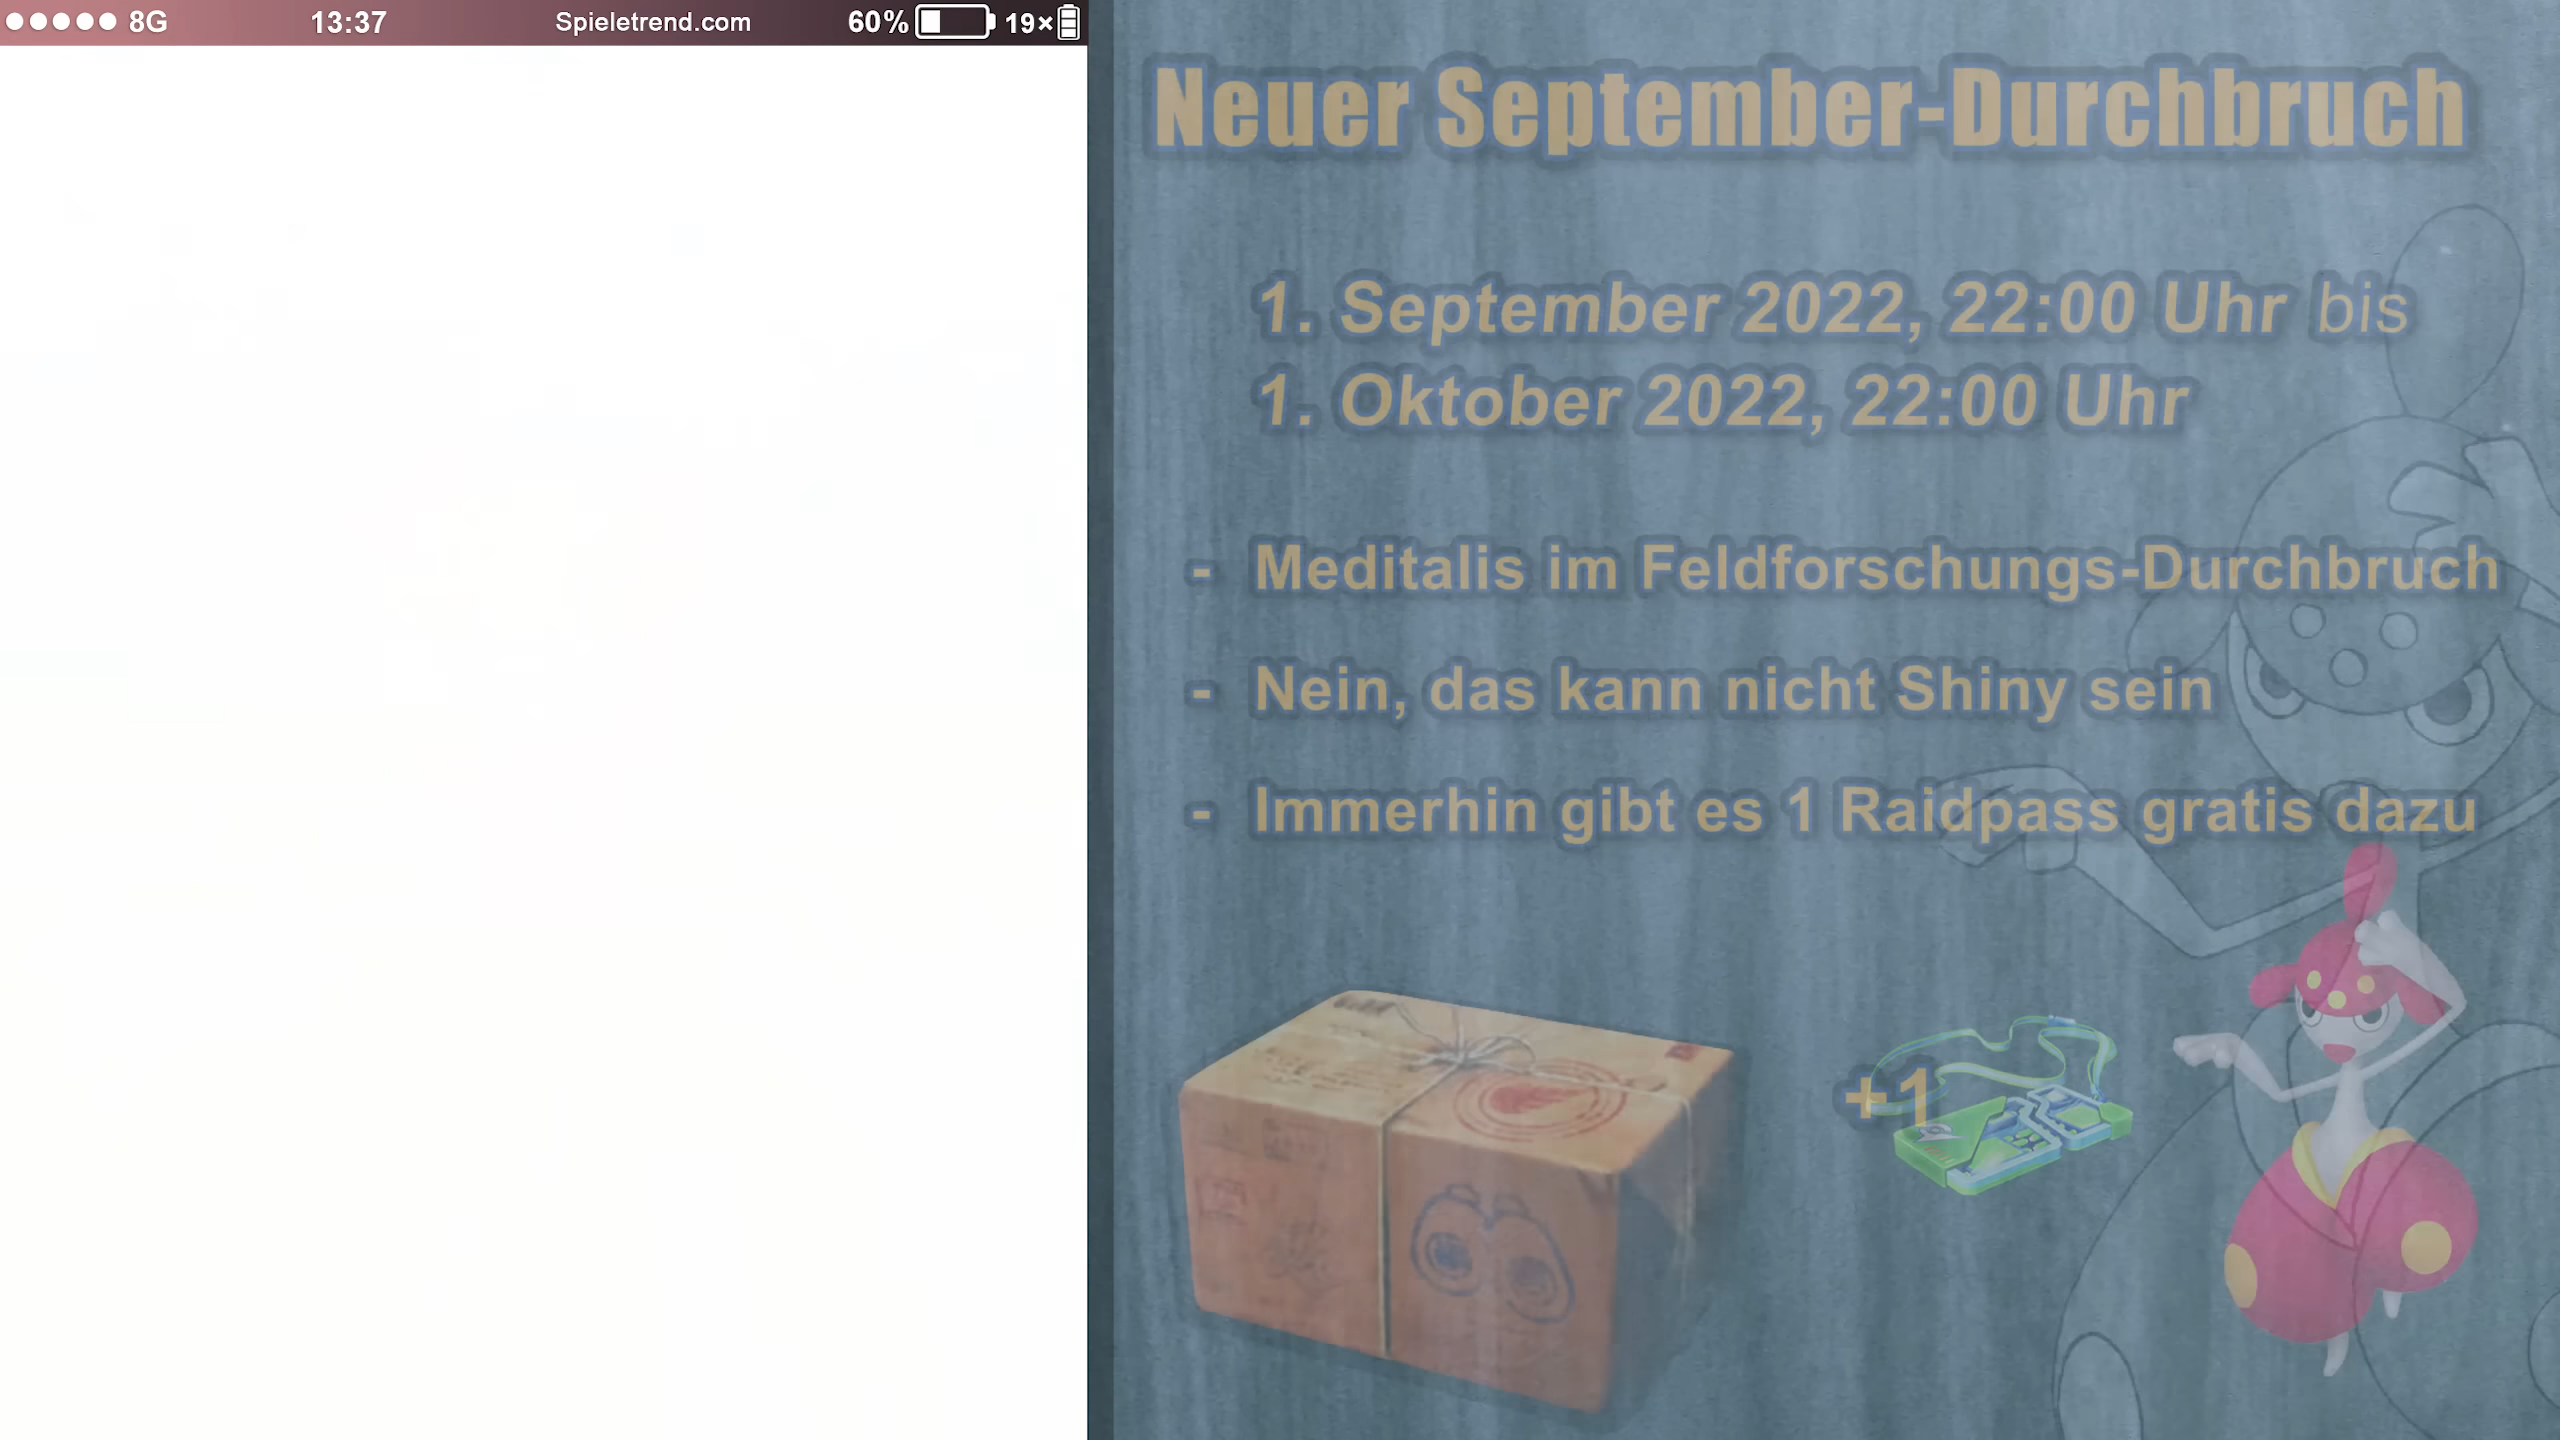 8G 13:37 Spieletrend.com 60% 19×
Neuer September-Durchbruch
1. September 2022, 22:00 Uhr bis
1. Oktober 2022, 22:00 Uhr
- Meditalis im Feldforschungs-Durchbruch
- Nein, das kann nicht Shiny sein
- Immerhin gibt es 1 Raidpass gratis dazu
+1